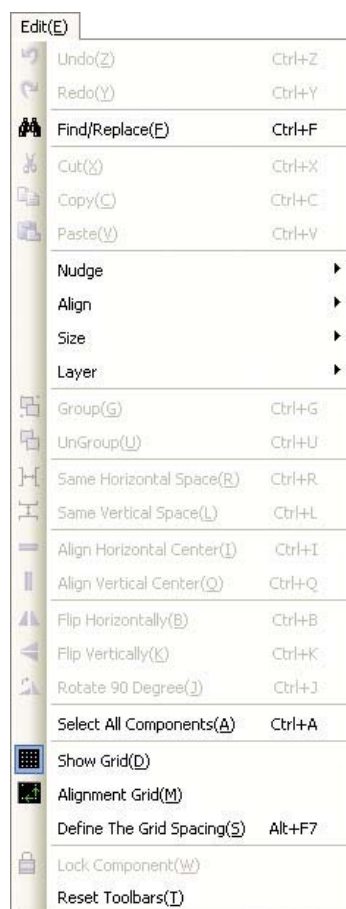 Edit(E)
Undo(Z) Ctrl+Z
Redo(Y) Ctrl+Y
Find/Replace(F) Ctrl+F
Cut(X) Ctrl+X
Copy(C) Ctrl+C
Paste(V) Ctrl+V
Nudge
Align
Size
Layer
Group(G) Ctrl+G
UnGroup(U) Ctrl+U
Same Horizontal Space(R) Ctrl+R
Same Vertical Space(L) Ctrl+L
Align Horizontal Center(I) Ctrl+I
Align Vertical Center(Q) Ctrl+Q
Flip Horizontally(B) Ctrl+B
Flip Vertically(K) Ctrl+K
Rotate 90 Degree(J) Ctrl+J
Select All Components(A) Ctrl+A
Show Grid(D)
Alignment Grid(M)
Define The Grid Spacing(S) Alt+F7
Lock Component(W)
Reset Toolbars(T)